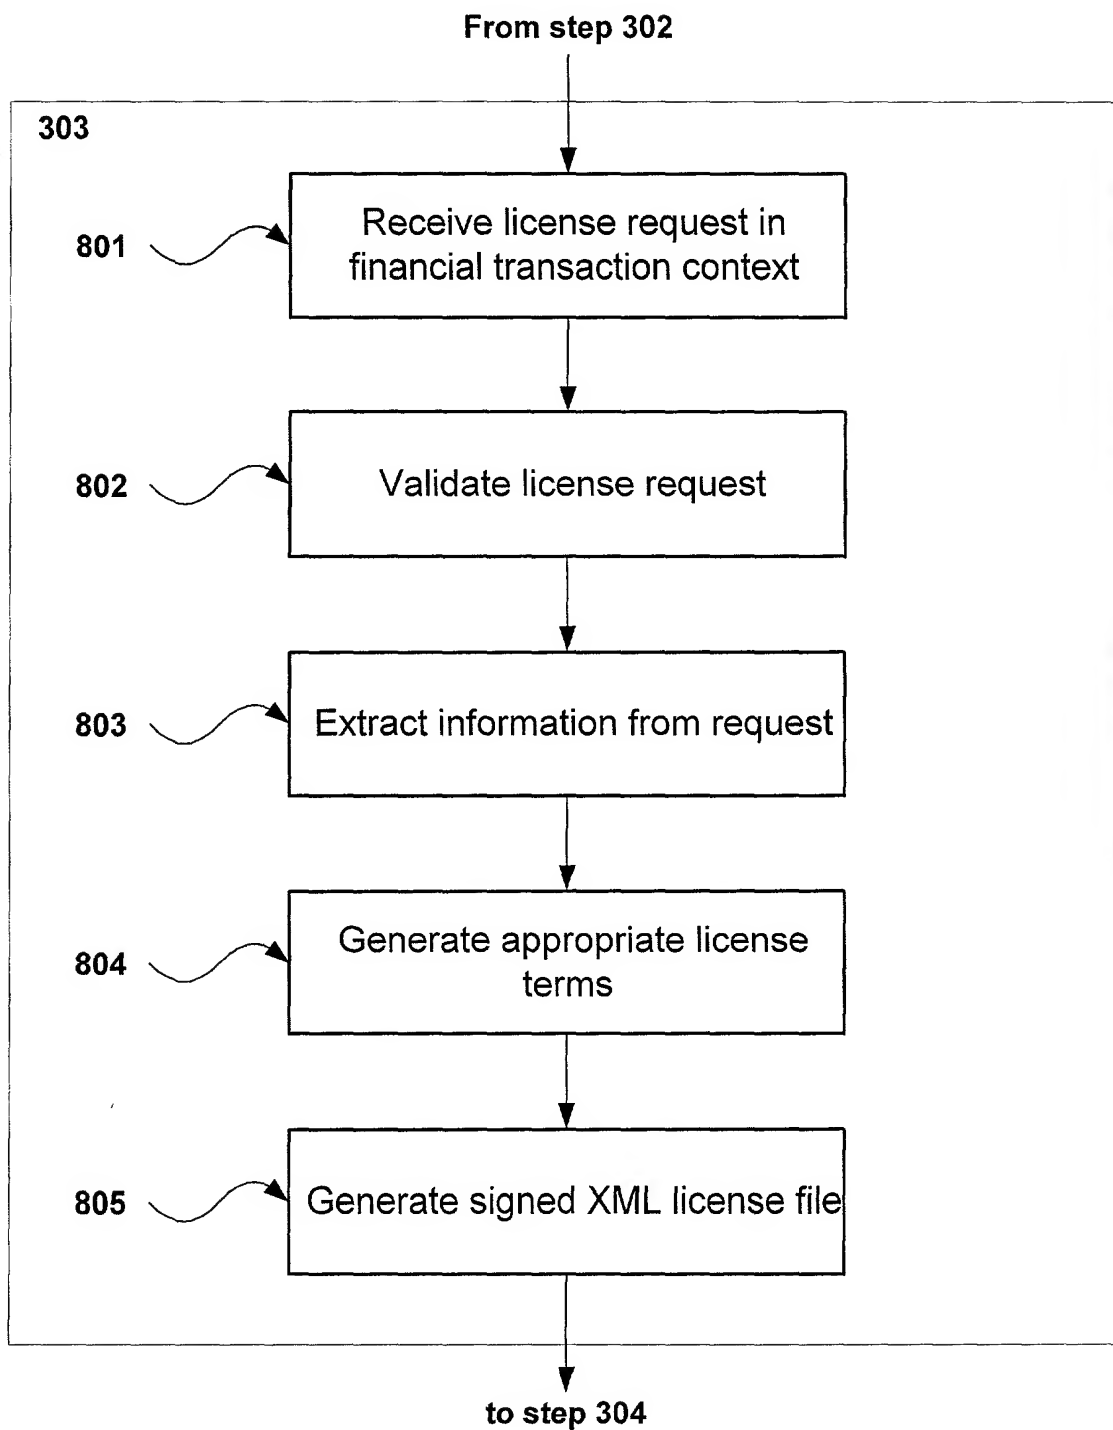 From step 302
303
801
Receive license request in
financial transaction context
802
Validate license request
803
Extract information from request
804
Generate appropriate license
terms
805
Generate signed XML license file
to step 304